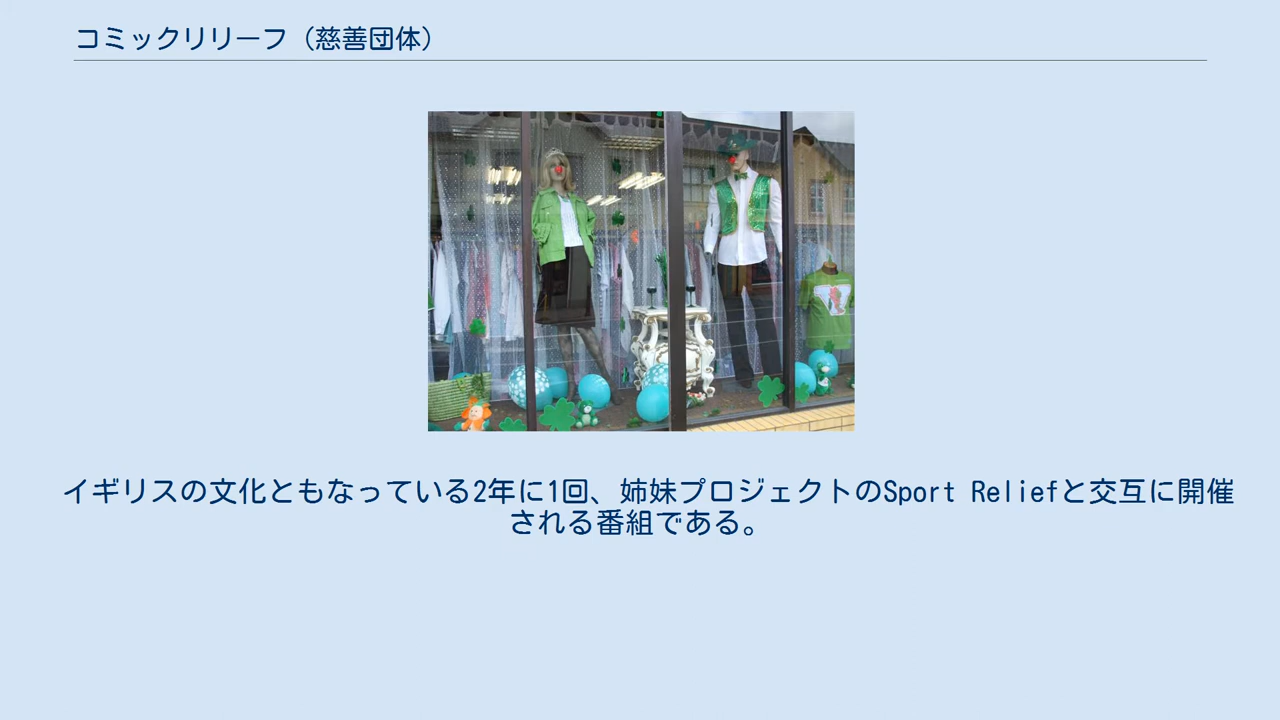 コミックリリーフ（慈善団体）
イギリスの文化ともなっている2年に1回、姉妹プロジェクトのSport Reliefと交互に開催
される番組である。